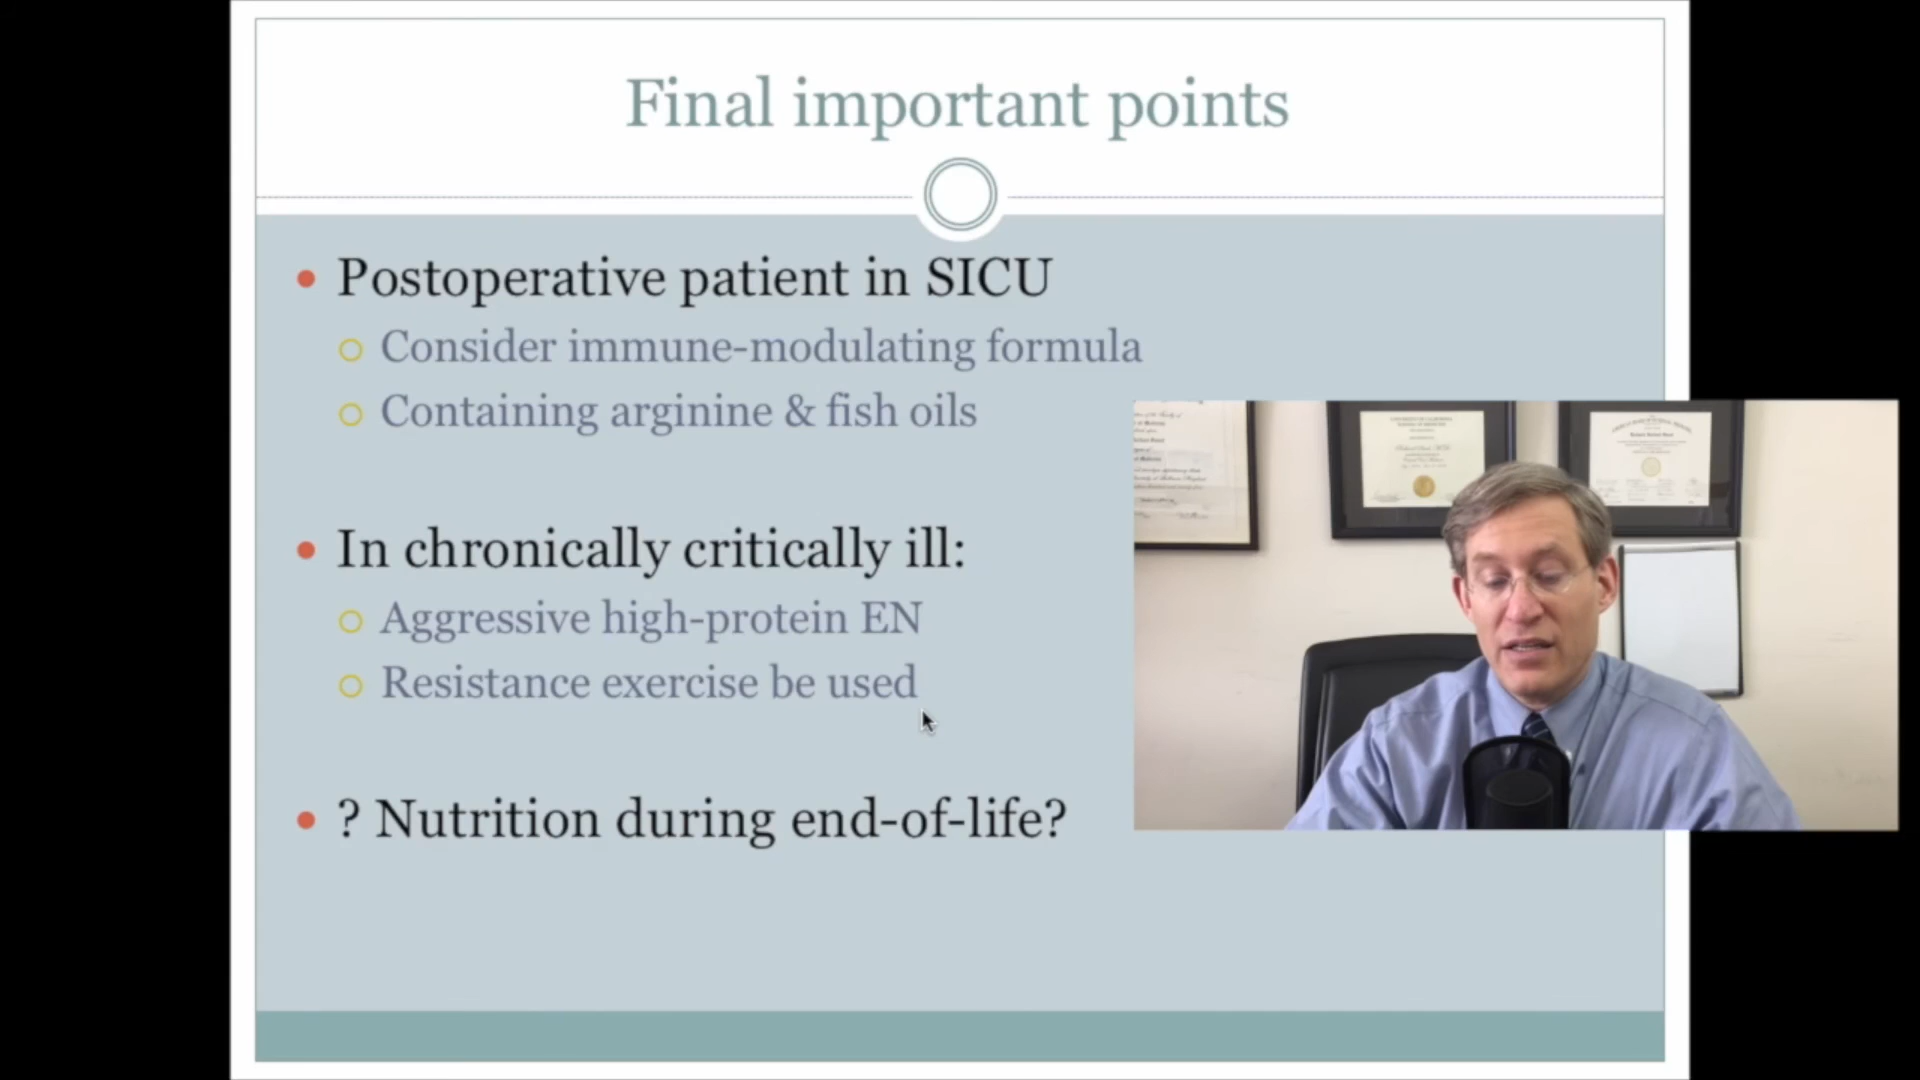 Final important points
Postoperative patient in SICU
Consider immune-modulating formula
Containing arginine & fish oils
In chronically critically ill:
Aggressive high-protein EN
Resistance exercise be used
? Nutrition during end-of-life?